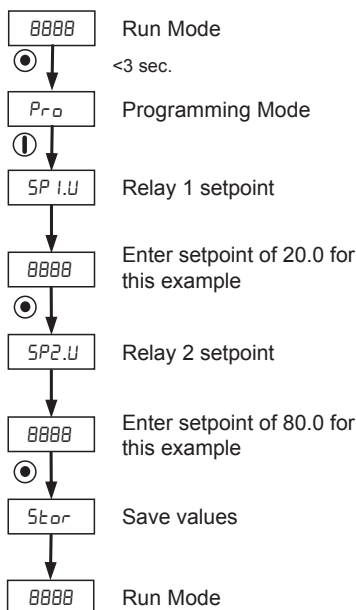 8888 Run Mode
<3 sec.
Pro Programming Mode
SP1.U Relay 1 setpoint
Enter setpoint of 20.0 for
8888 this example
SP2.U Relay 2 setpoint
Enter setpoint of 80.0 for
8888 this example
Stor Save values
8888 Run Mode